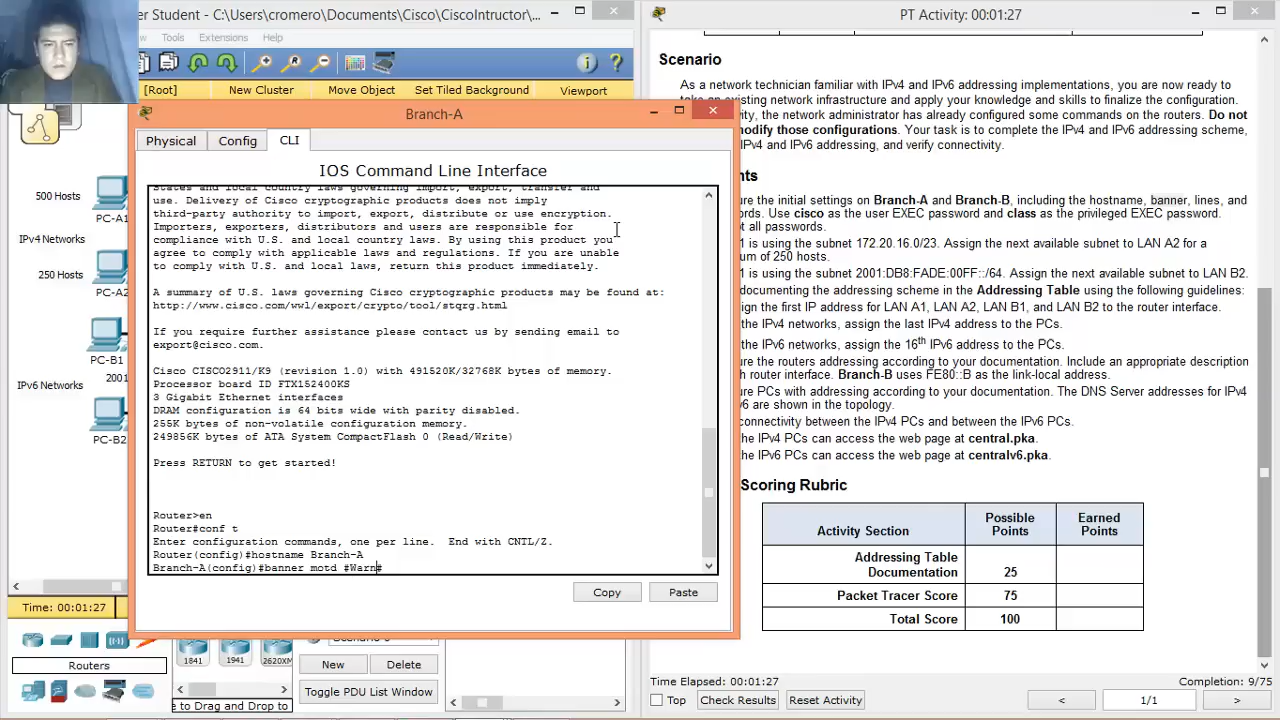 r Student - C:\Users\cromero\Documents\Cisco\CiscoIntructor\...
Tools Extensions Help
[Root] New Cluster Move Object Set Tiled Background Viewport
500 Hosts
PC-A1
IPv4 Networks
250 Hosts
PC-A2
PC-B1
2001
IPv6 Networks
PC-B2
Branch-A
Physical Config CLI
IOS Command Line Interface
States and local country laws governing import, export, transfer and
use. Delivery of Cisco cryptographic products does not imply
third-party authority to import, export, distribute or use encryption.
Importers, exporters, distributors and users are responsible for
compliance with U.S. and local country laws. By using this product you
agree to comply with applicable laws and regulations. If you are unable
to comply with U.S. and local laws, return this product immediately.
A summary of U.S. laws governing Cisco cryptographic products may be found at:
http://www.cisco.com/wwl/export/crypto/tool/stqrg.html
If you require further assistance please contact us by sending email to
export@cisco.com.
Cisco CISCO2911/K9 (revision 1.0) with 491520K/32768K bytes of memory.
Processor board ID FTX152400KS
3 Gigabit Ethernet interfaces
DRAM configuration is 64 bits wide with parity disabled.
255K bytes of non-volatile configuration memory.
249856K bytes of ATA System CompactFlash 0 (Read/Write)
Press RETURN to get started!
Router>en
Router#conf t
Enter configuration commands, one per line. End with CNTL/Z.
Router(config)#hostname Branch-A
Branch-A(config)#banner motd #Warn#
Copy Paste
Time: 00:01:27
Routers
1841 1941 2620XM
New Delete
Toggle PDU List Window
e to Drag and Drop to
PT Activity: 00:01:27
Scenario
As a network technician familiar with IPv4 and IPv6 addressing implementations, you are now ready to
an existing network infrastructure and apply your knowledge and skills to finalize the configuration.
vity, the network administrator has already configured some commands on the routers. Do not
modify those configurations. Your task is to complete the IPv4 and IPv6 addressing scheme,
IPv4 and IPv6 addressing, and verify connectivity.
nts
ure the initial settings on Branch-A and Branch-B, including the hostname, banner, lines, and
ords. Use cisco as the user EXEC password and class as the privileged EXEC password.
t all passwords.
1 is using the subnet 172.20.16.0/23. Assign the next available subnet to LAN A2 for a
um of 250 hosts.
1 is using the subnet 2001:DB8:FADE:00FF::/64. Assign the next available subnet to LAN B2.
documenting the addressing scheme in the Addressing Table using the following guidelines:
ign the first IP address for LAN A1, LAN A2, LAN B1, and LAN B2 to the router interface.
the IPv4 networks, assign the last IPv4 address to the PCs.
the IPv6 networks, assign the 16th IPv6 address to the PCs.
ure the routers addressing according to your documentation. Include an appropriate description
h router interface. Branch-B uses FE80::B as the link-local address.
ure PCs with addressing according to your documentation. The DNS Server addresses for IPv4
v6 are shown in the topology.
connectivity between the IPv4 PCs and between the IPv6 PCs.
the IPv4 PCs can access the web page at central.pka.
the IPv6 PCs can access the web page at centralv6.pka.
Scoring Rubric
Activity Section Possible Points Earned Points
Addressing Table Documentation 25
Packet Tracer Score 75
Total Score 100
Time Elapsed: 00:01:27 Completion: 9/75
Top Check Results Reset Activity < 1/1 >